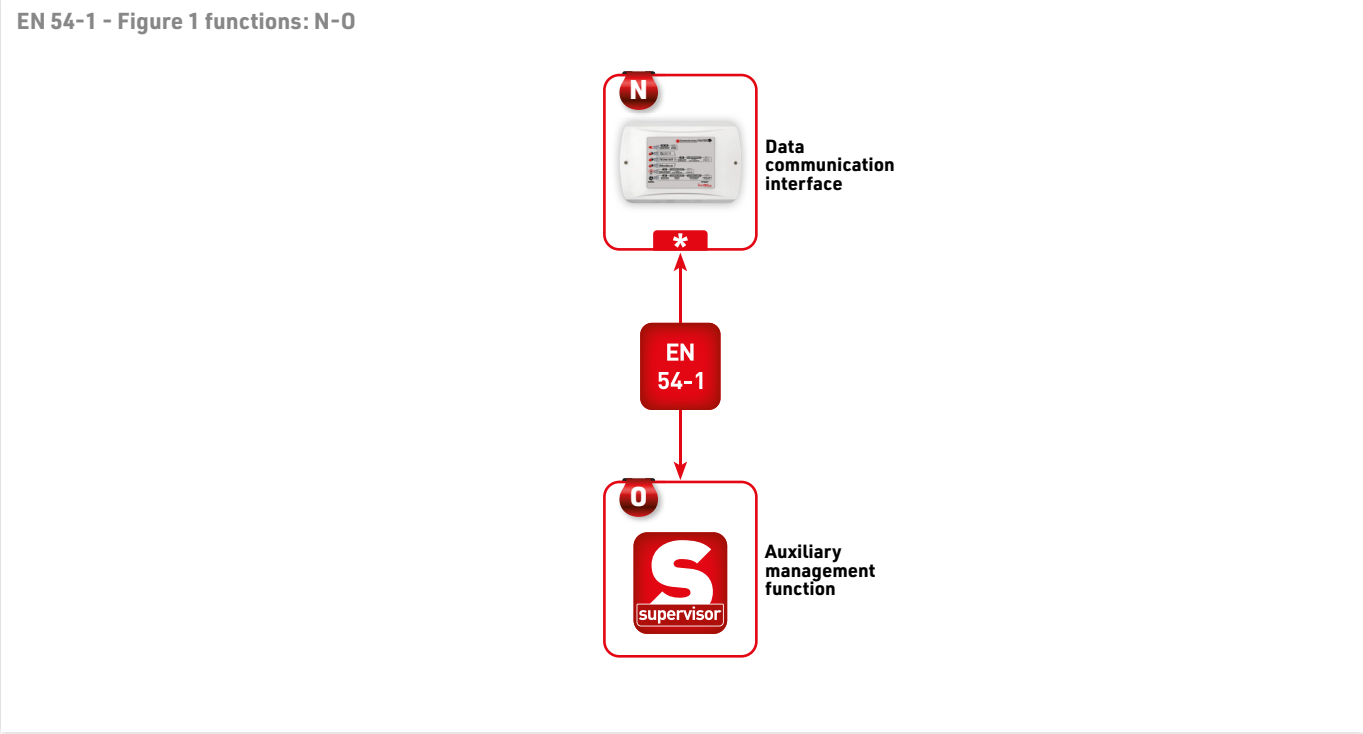 EN 54-1 - Figure 1 functions: N-O
N
Data
communication
interface
*
EN
54-1
O
S
supervisor
Auxiliary
management
function